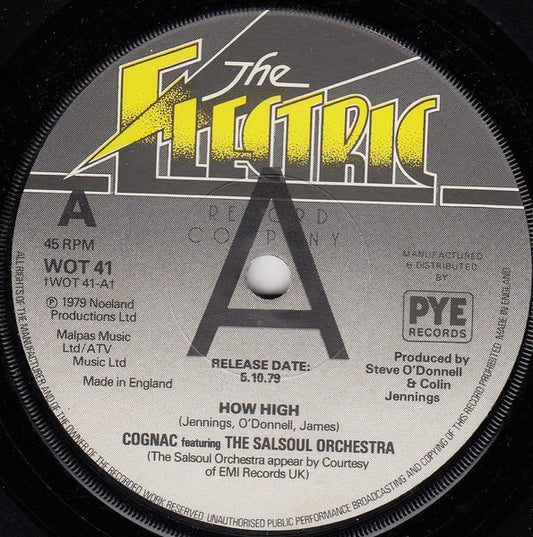 The
ELECTRIC
RECORD
COMPANY
A
A
45 RPM
WOT 41
†WOT 41-A†
℗ 1979 Noeland
Productions Ltd
Malpas Music
Ltd/ATV
Music Ltd
Made in England
MANUFACTURED
& DISTRIBUTED
BY
PYE
RECORDS
Produced by
Steve O'Donnell
& Colin
Jennings
RELEASE DATE:
5.10.79
HOW HIGH
(Jennings, O'Donnell, James)
COGNAC featuring THE SALSOUL ORCHESTRA
(The Salsoul Orchestra appear by Courtesy
of EMI Records UK)
ALL RIGHTS OF THE MANUFACTURER AND OF THE OWNER OF THE RECORDED WORK RESERVED. UNAUTHORISED PUBLIC PERFORMANCE BROADCASTING AND COPYING OF THIS RECORD PROHIBITED. MADE IN ENGLAND